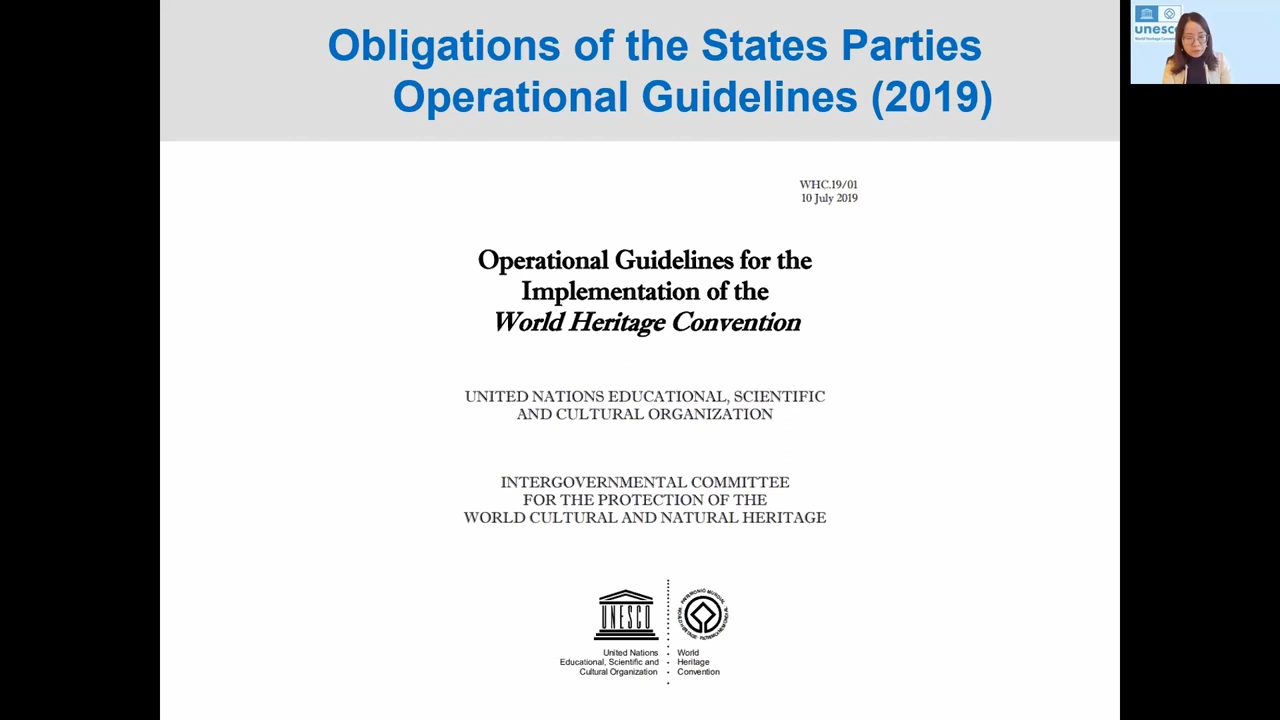 Obligations of the States Parties
Operational Guidelines (2019)
WHC.19/01
10 July 2019
Operational Guidelines for the
Implementation of the
World Heritage Convention
UNITED NATIONS EDUCATIONAL, SCIENTIFIC
AND CULTURAL ORGANIZATION
INTERGOVERNMENTAL COMMITTEE
FOR THE PROTECTION OF THE
WORLD CULTURAL AND NATURAL HERITAGE
UNESCO
United Nations
Educational, Scientific and
Cultural Organization
World
Heritage
Convention
unesco